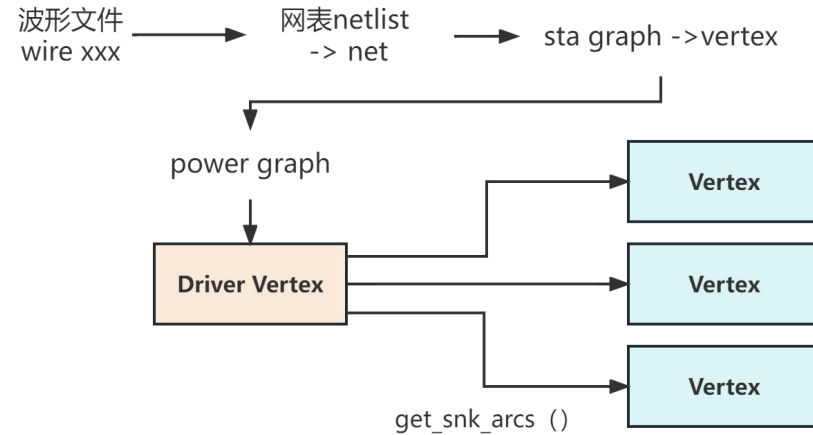 波形文件
wire xxx
网表netlist
-> net
sta graph ->vertex
power graph
Driver Vertex
Vertex
Vertex
Vertex
get_snk_arcs（）